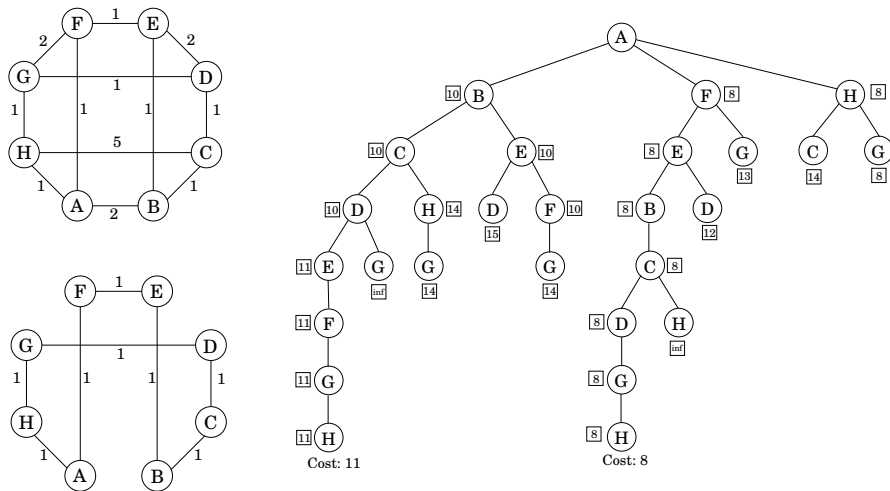 F 1 E
2 2
G 1 D
1 1 1 1
H 5 C
1 1
A 2 B
F 1 E
G 1 D
1 1 1 1
H C
1 1
A B
A
10 B F 8 H 8
10 C E 10 8 E G C G
13 14 8
10 D H 14 D F 10 8 B D
15 12
11 E G G G C 8
inf 14 14
11 F 8 D H
inf
11 G 8 G
11 H 8 H
Cost: 11 Cost: 8